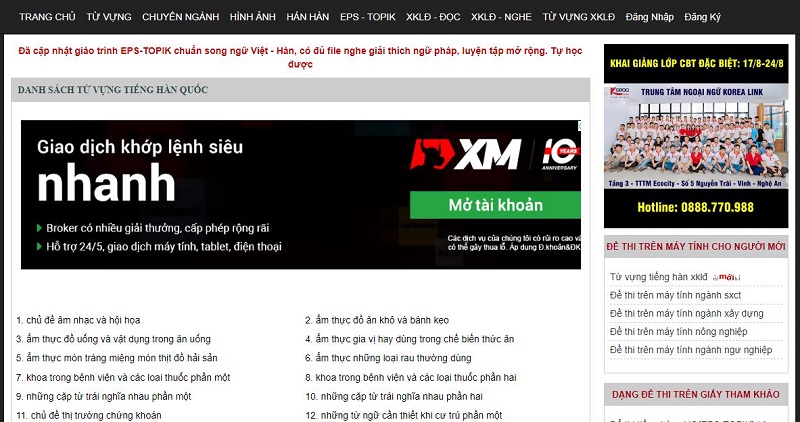 TRANG CHỦ TỪ VỰNG CHUYÊN NGÀNH HÌNH ẢNH HÁN HÀN EPS - TOPIK XKLĐ - ĐỌC XKLĐ - NGHE TỪ VỰNG XKLĐ Đăng Nhập Đăng Ký
Đã cập nhật giáo trình EPS-TOPIK chuẩn song ngữ Việt - Hàn, có đủ file nghe giải thích ngữ pháp, luyện tập mở rộng. Tự học
được
DANH SÁCH TỪ VỰNG TIẾNG HÀN QUỐC
Giao dịch khớp lệnh siêu
nhanh
Broker có nhiều giải thưởng, cấp phép rộng rãi
Hỗ trợ 24/5, giao dịch máy tính, tablet, điện thoại
XM
10
YEARS
ANNIVERSARY
Mở tài khoản
Các dịch vụ của chúng tôi có rủi ro cao và
có thể gây thua lỗ. Áp dụng Đ.khoản&ĐK
1. chủ đề âm nhạc và hội họa
2. ẩm thực đồ ăn khô và bánh kẹo
3. ẩm thực đồ uống và vật dụng trong ăn uống
4. ẩm thực gia vị hay dùng trong chế biến thức ăn
5. ẩm thực món tráng miệng món thịt đồ hải sản
6. ẩm thực những loại rau thường dùng
7. khoa trong bệnh viện và các loại thuốc phần một
8. khoa trong bệnh viện và các loại thuốc phần hai
9. những cặp từ trái nghĩa nhau phần một
10. những cặp từ trái nghĩa nhau phần hai
11. chủ đề thị trường chứng khoán
12. những từ ngữ cần thiết khi cư trú phần một
KHAI GIẢNG LỚP CBT ĐẶC BIỆT: 17/8-24/8
TRUNG TÂM NGOẠI NGỮ KOREA LINK
Tầng 3 - TTTM Ecocity - Số 5 Nguyễn Trãi - Vinh - Nghệ An
Hotline: 0888.770.988
ĐỀ THI TRÊN MÁY TÍNH CHO NGƯỜI MỚI
Từ vựng tiếng hàn xklđ mới
Đề thi trên máy tính ngành sxct
Đề thi trên máy tính ngành xây dựng
Đề thi trên máy tính nông nghiệp
Đề thi trên máy tính ngành ngư nghiệp
DẠNG ĐỀ THI TRÊN GIẤY THAM KHẢO